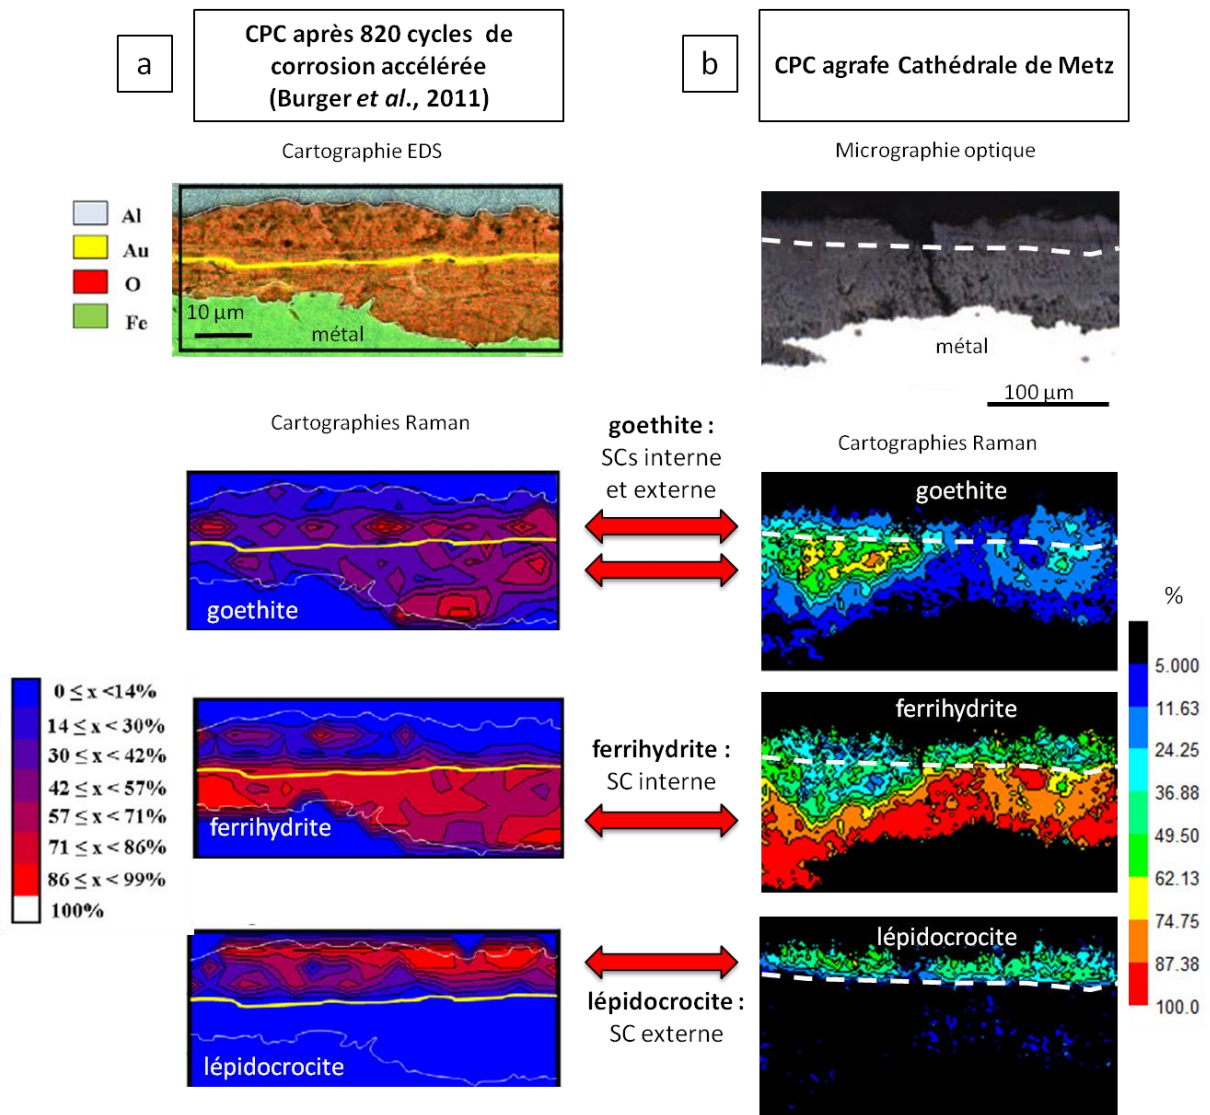 a
CPC après 820 cycles de
corrosion accélérée
(Burger et al., 2011)
b
CPC agrafe Cathédrale de Metz
Cartographie EDS
Micrographie optique
Al
Au
O
Fe
10 µm
métal
métal
100 µm
Cartographies Raman
goethite :
SCs interne
et externe
Cartographies Raman
goethite
goethite
%
5.000
11.63
24.25
36.88
49.50
62.13
74.75
87.38
100.0
0 ≤ x <14%
14 ≤ x < 30%
30 ≤ x < 42%
42 ≤ x <57%
57 ≤ x <71%
71 ≤ x < 86%
86 ≤ x < 99%
100%
ferrihydrite
ferrihydrite :
SC interne
ferrihydrite
lépidocrocite
lépidocrocite :
SC externe
lépidocrocite